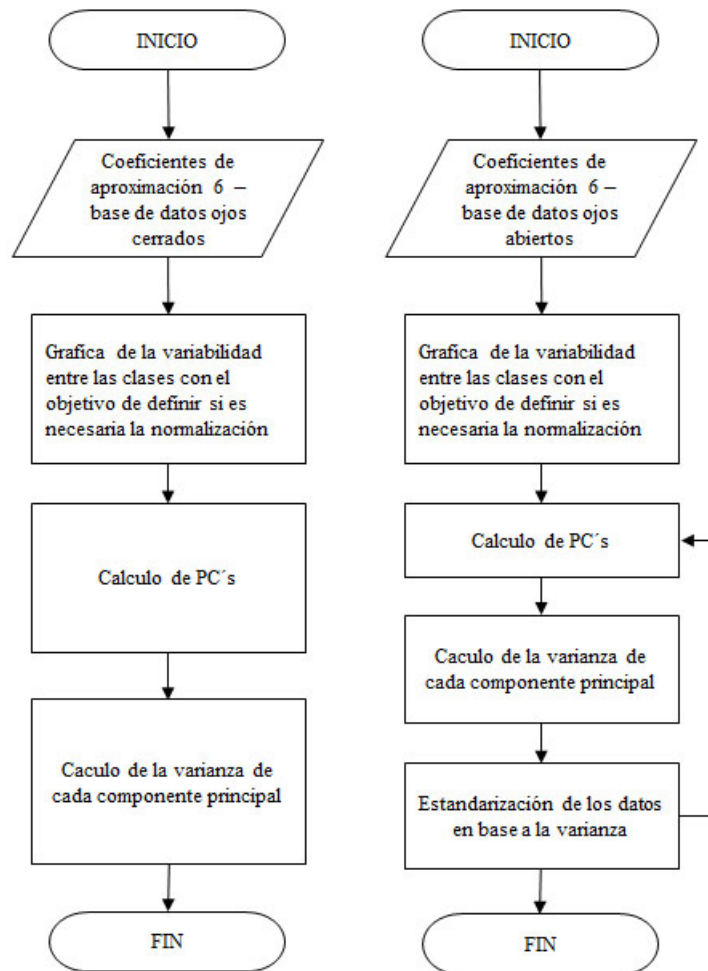 INICIO
Coeficientes de
aproximación 6 –
base de datos ojos
cerrados
Grafica de la variabilidad
entre las clases con el
objetivo de definir si es
necesaria la normalización
Calculo de PC´s
Caculo de la varianza de
cada componente principal
FIN
INICIO
Coeficientes de
aproximación 6 –
base de datos ojos
abiertos
Grafica de la variabilidad
entre las clases con el
objetivo de definir si es
necesaria la normalización
Calculo de PC´s
Caculo de la varianza de
cada componente principal
Estandarización de los datos
en base a la varianza
FIN